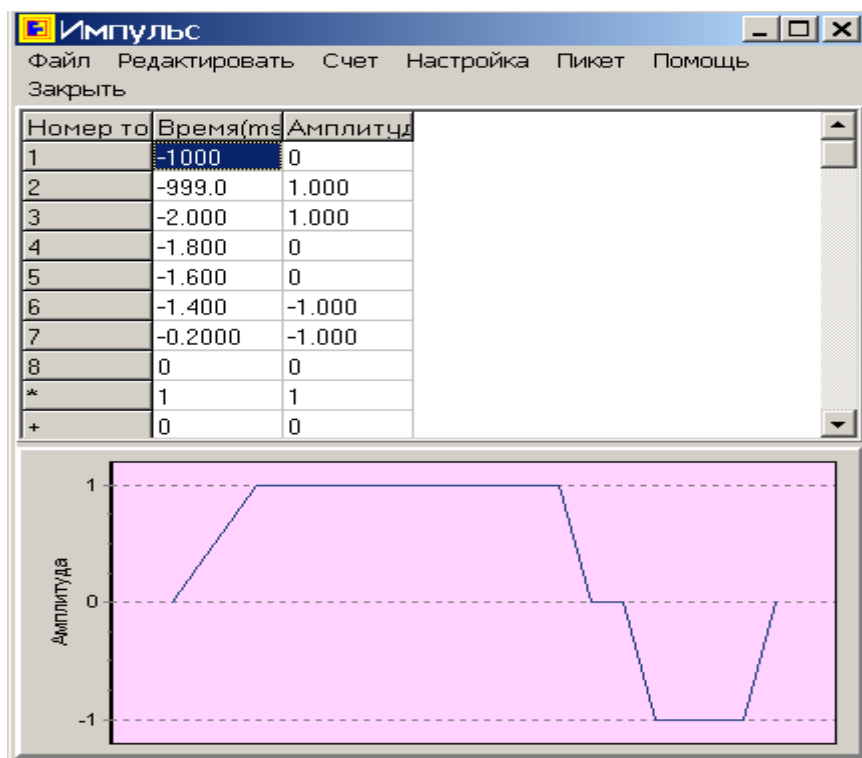 Импульс
Файл Редактировать Счет Настройка Пикет Помощь
Закрыть
Номер то Время(ms Амплитуд
1 -1000 0
2 -999.0 1.000
3 -2.000 1.000
4 -1.800 0
5 -1.600 0
6 -1.400 -1.000
7 -0.2000 -1.000
8 0 0
* 1 1
+ 0 0
1
Амплитуда
0
-1